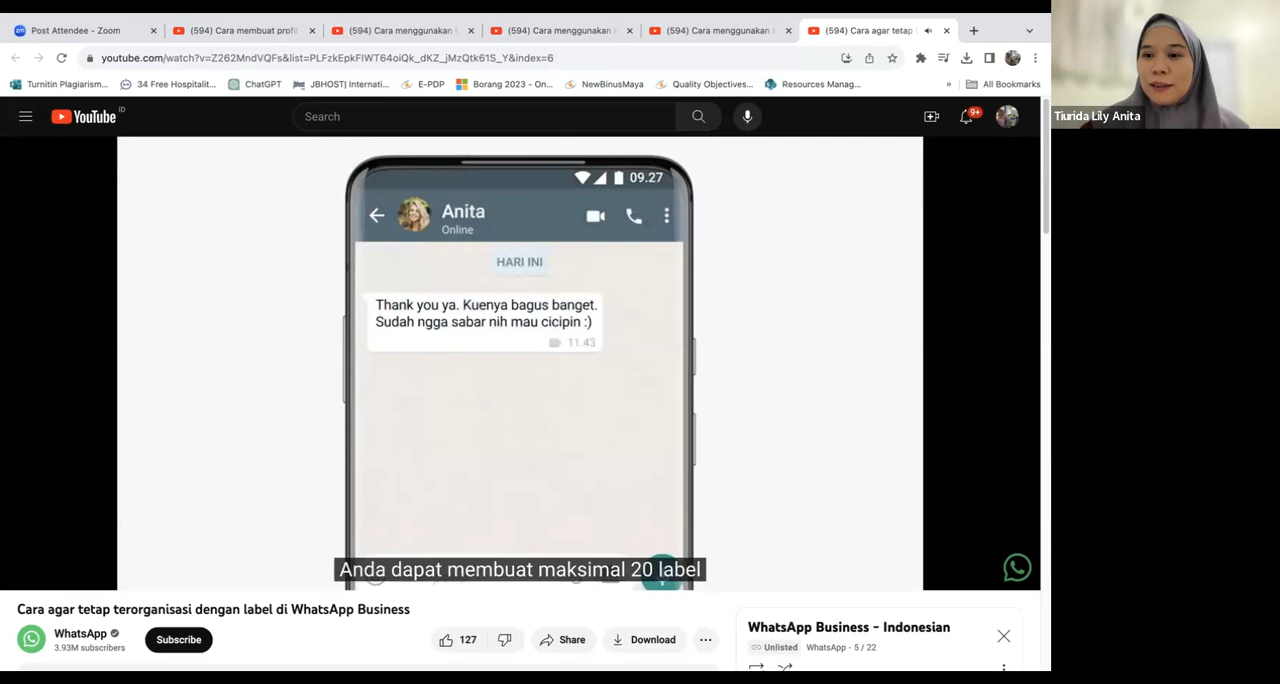 Post Attendee - Zoom
(594) Cara membuat profil
(594) Cara menggunakan
(594) Cara menggunakan
(594) Cara menggunakan
(594) Cara agar tetap
youtube.com/watch?v=Z262MndVQFs&list=PLFzkEpkFIWT64oiQk_dKZ_jMzQtk61S_Y&index=6
Turnitin Plagiarism...
34 Free Hospitalit...
ChatGPT
JBHOSTI | Internati...
E-PDP
Borang 2023 - On...
NewBinusMaya
Quality Objectives...
Resources Manag...
»
All Bookmarks
Tiurida Lily Anita
YouTube ID
Search
9+
09.27
Anita
Online
HARI INI
Thank you ya. Kuenya bagus banget.
Sudah ngga sabar nih mau cicipin :)
11.43
Anda dapat membuat maksimal 20 label
Cara agar tetap terorganisasi dengan label di WhatsApp Business
WhatsApp
3.93M subscribers
Subscribe
127
Share
Download
WhatsApp Business - Indonesian
Unlisted
WhatsApp - 5 / 22